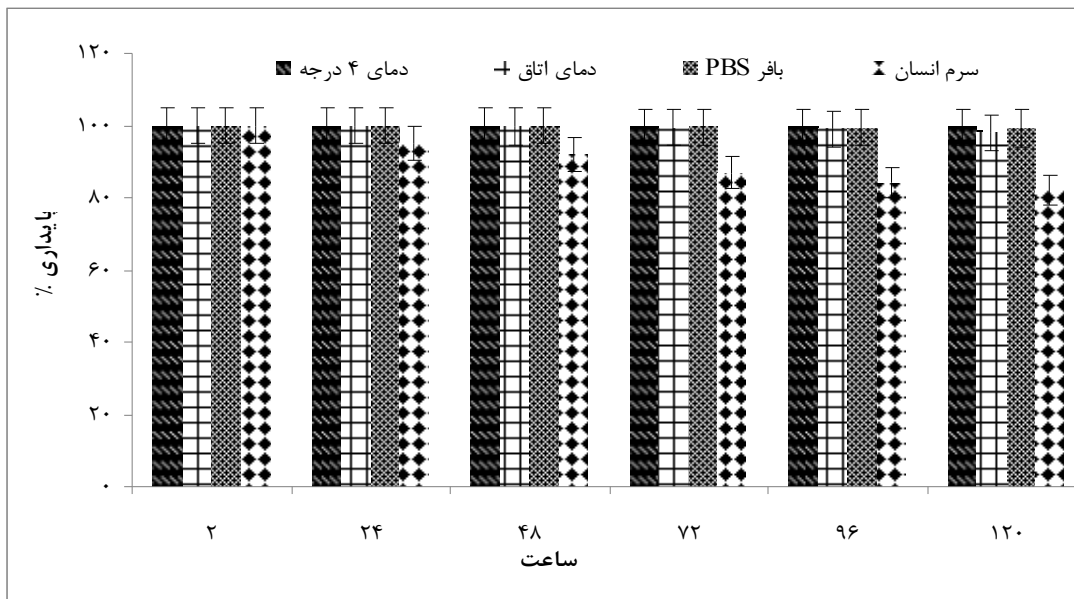 ۱۲۰
۱۰۰
۸۰
۶۰
۴۰
۲۰
۰
پایداری %
دمای ۴ درجه
دمای اتاق
بافر PBS
سرم انسان
۲ ۲۴ ۴۸ ۷۲ ۹۶ ۱۲۰
ساعت